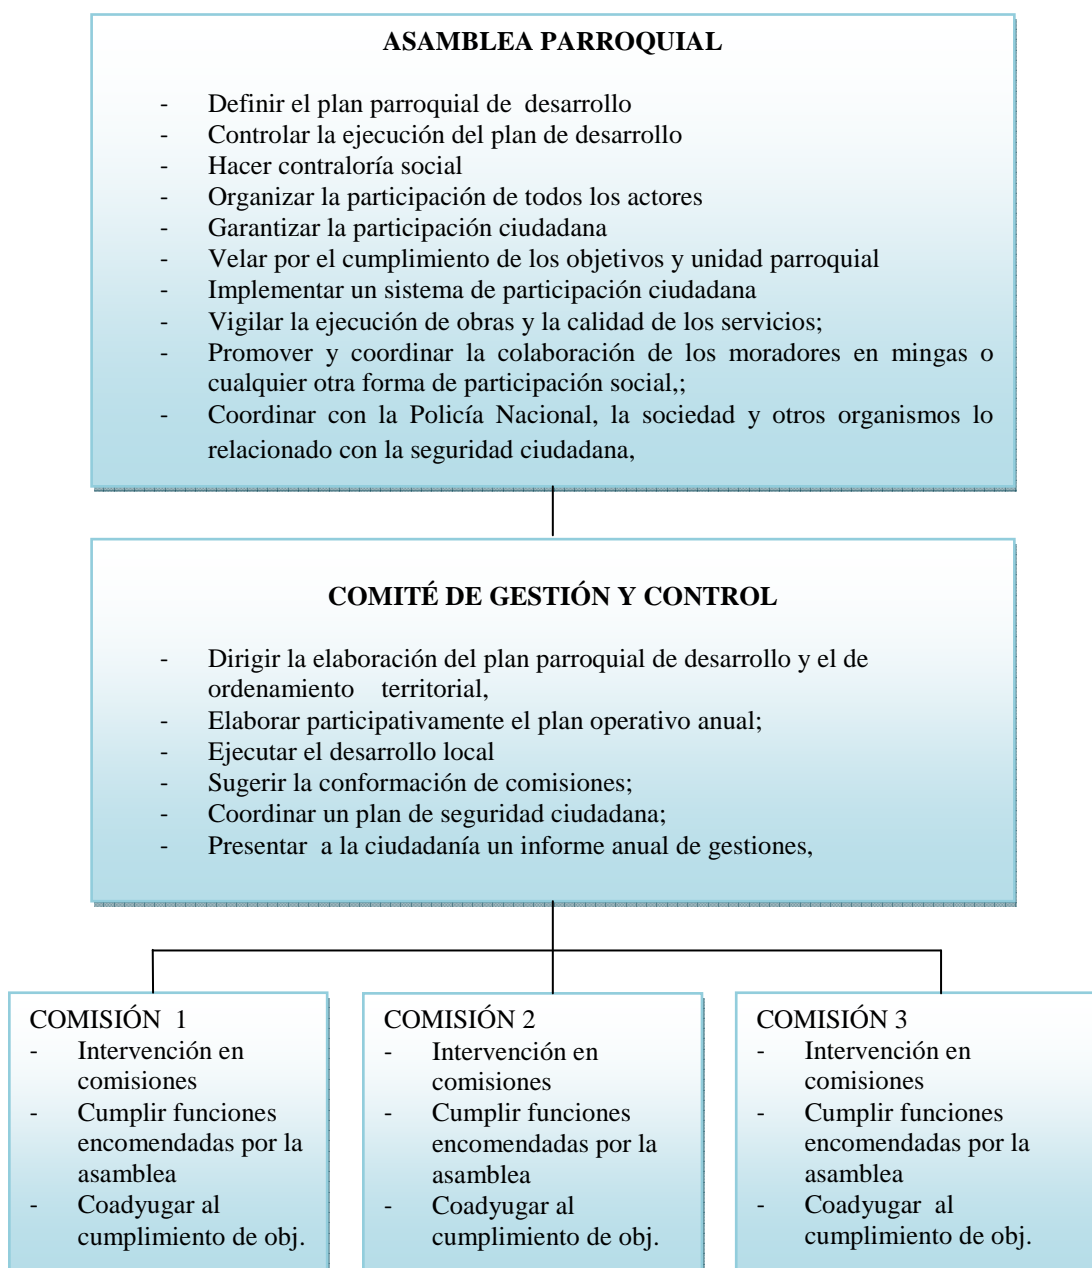 ASAMBLEA PARROQUIAL
- Definir el plan parroquial de desarrollo
- Controlar la ejecución del plan de desarrollo
- Hacer contraloría social
- Organizar la participación de todos los actores
- Garantizar la participación ciudadana
- Velar por el cumplimiento de los objetivos y unidad parroquial
- Implementar un sistema de participación ciudadana
- Vigilar la ejecución de obras y la calidad de los servicios;
- Promover y coordinar la colaboración de los moradores en mingas o
cualquier otra forma de participación social,;
- Coordinar con la Policía Nacional, la sociedad y otros organismos lo
relacionado con la seguridad ciudadana,
COMITÉ DE GESTIÓN Y CONTROL
- Dirigir la elaboración del plan parroquial de desarrollo y el de
ordenamiento territorial,
- Elaborar participativamente el plan operativo anual;
- Ejecutar el desarrollo local
- Sugerir la conformación de comisiones;
- Coordinar un plan de seguridad ciudadana;
- Presentar a la ciudadanía un informe anual de gestiones,
COMISIÓN 1
- Intervención en
comisiones
- Cumplir funciones
encomendadas por la
asamblea
- Coadyugar al
cumplimiento de obj.
COMISIÓN 2
- Intervención en
comisiones
- Cumplir funciones
encomendadas por la
asamblea
- Coadyugar al
cumplimiento de obj.
COMISIÓN 3
- Intervención en
comisiones
- Cumplir funciones
encomendadas por la
asamblea
- Coadyugar al
cumplimiento de obj.